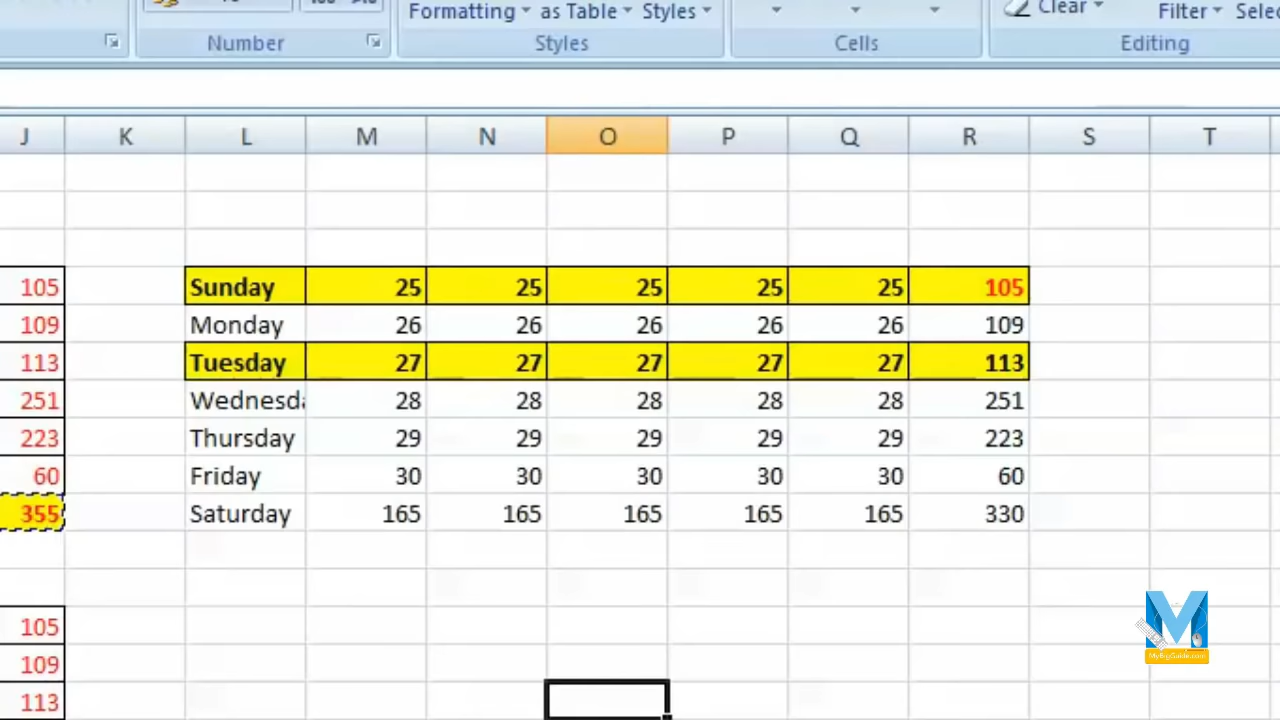 Formatting as Table Styles Clear Filter
Number Styles Cells Editing
J K L M N O P Q R S T
105 Sunday 25 25 25 25 25 105
109 Monday 26 26 26 26 26 109
113 Tuesday 27 27 27 27 27 113
251 Wednesda 28 28 28 28 28 251
223 Thursday 29 29 29 29 29 223
60 Friday 30 30 30 30 30 60
355 Saturday 165 165 165 165 165 330
105
109
113
MyBigGuide.com